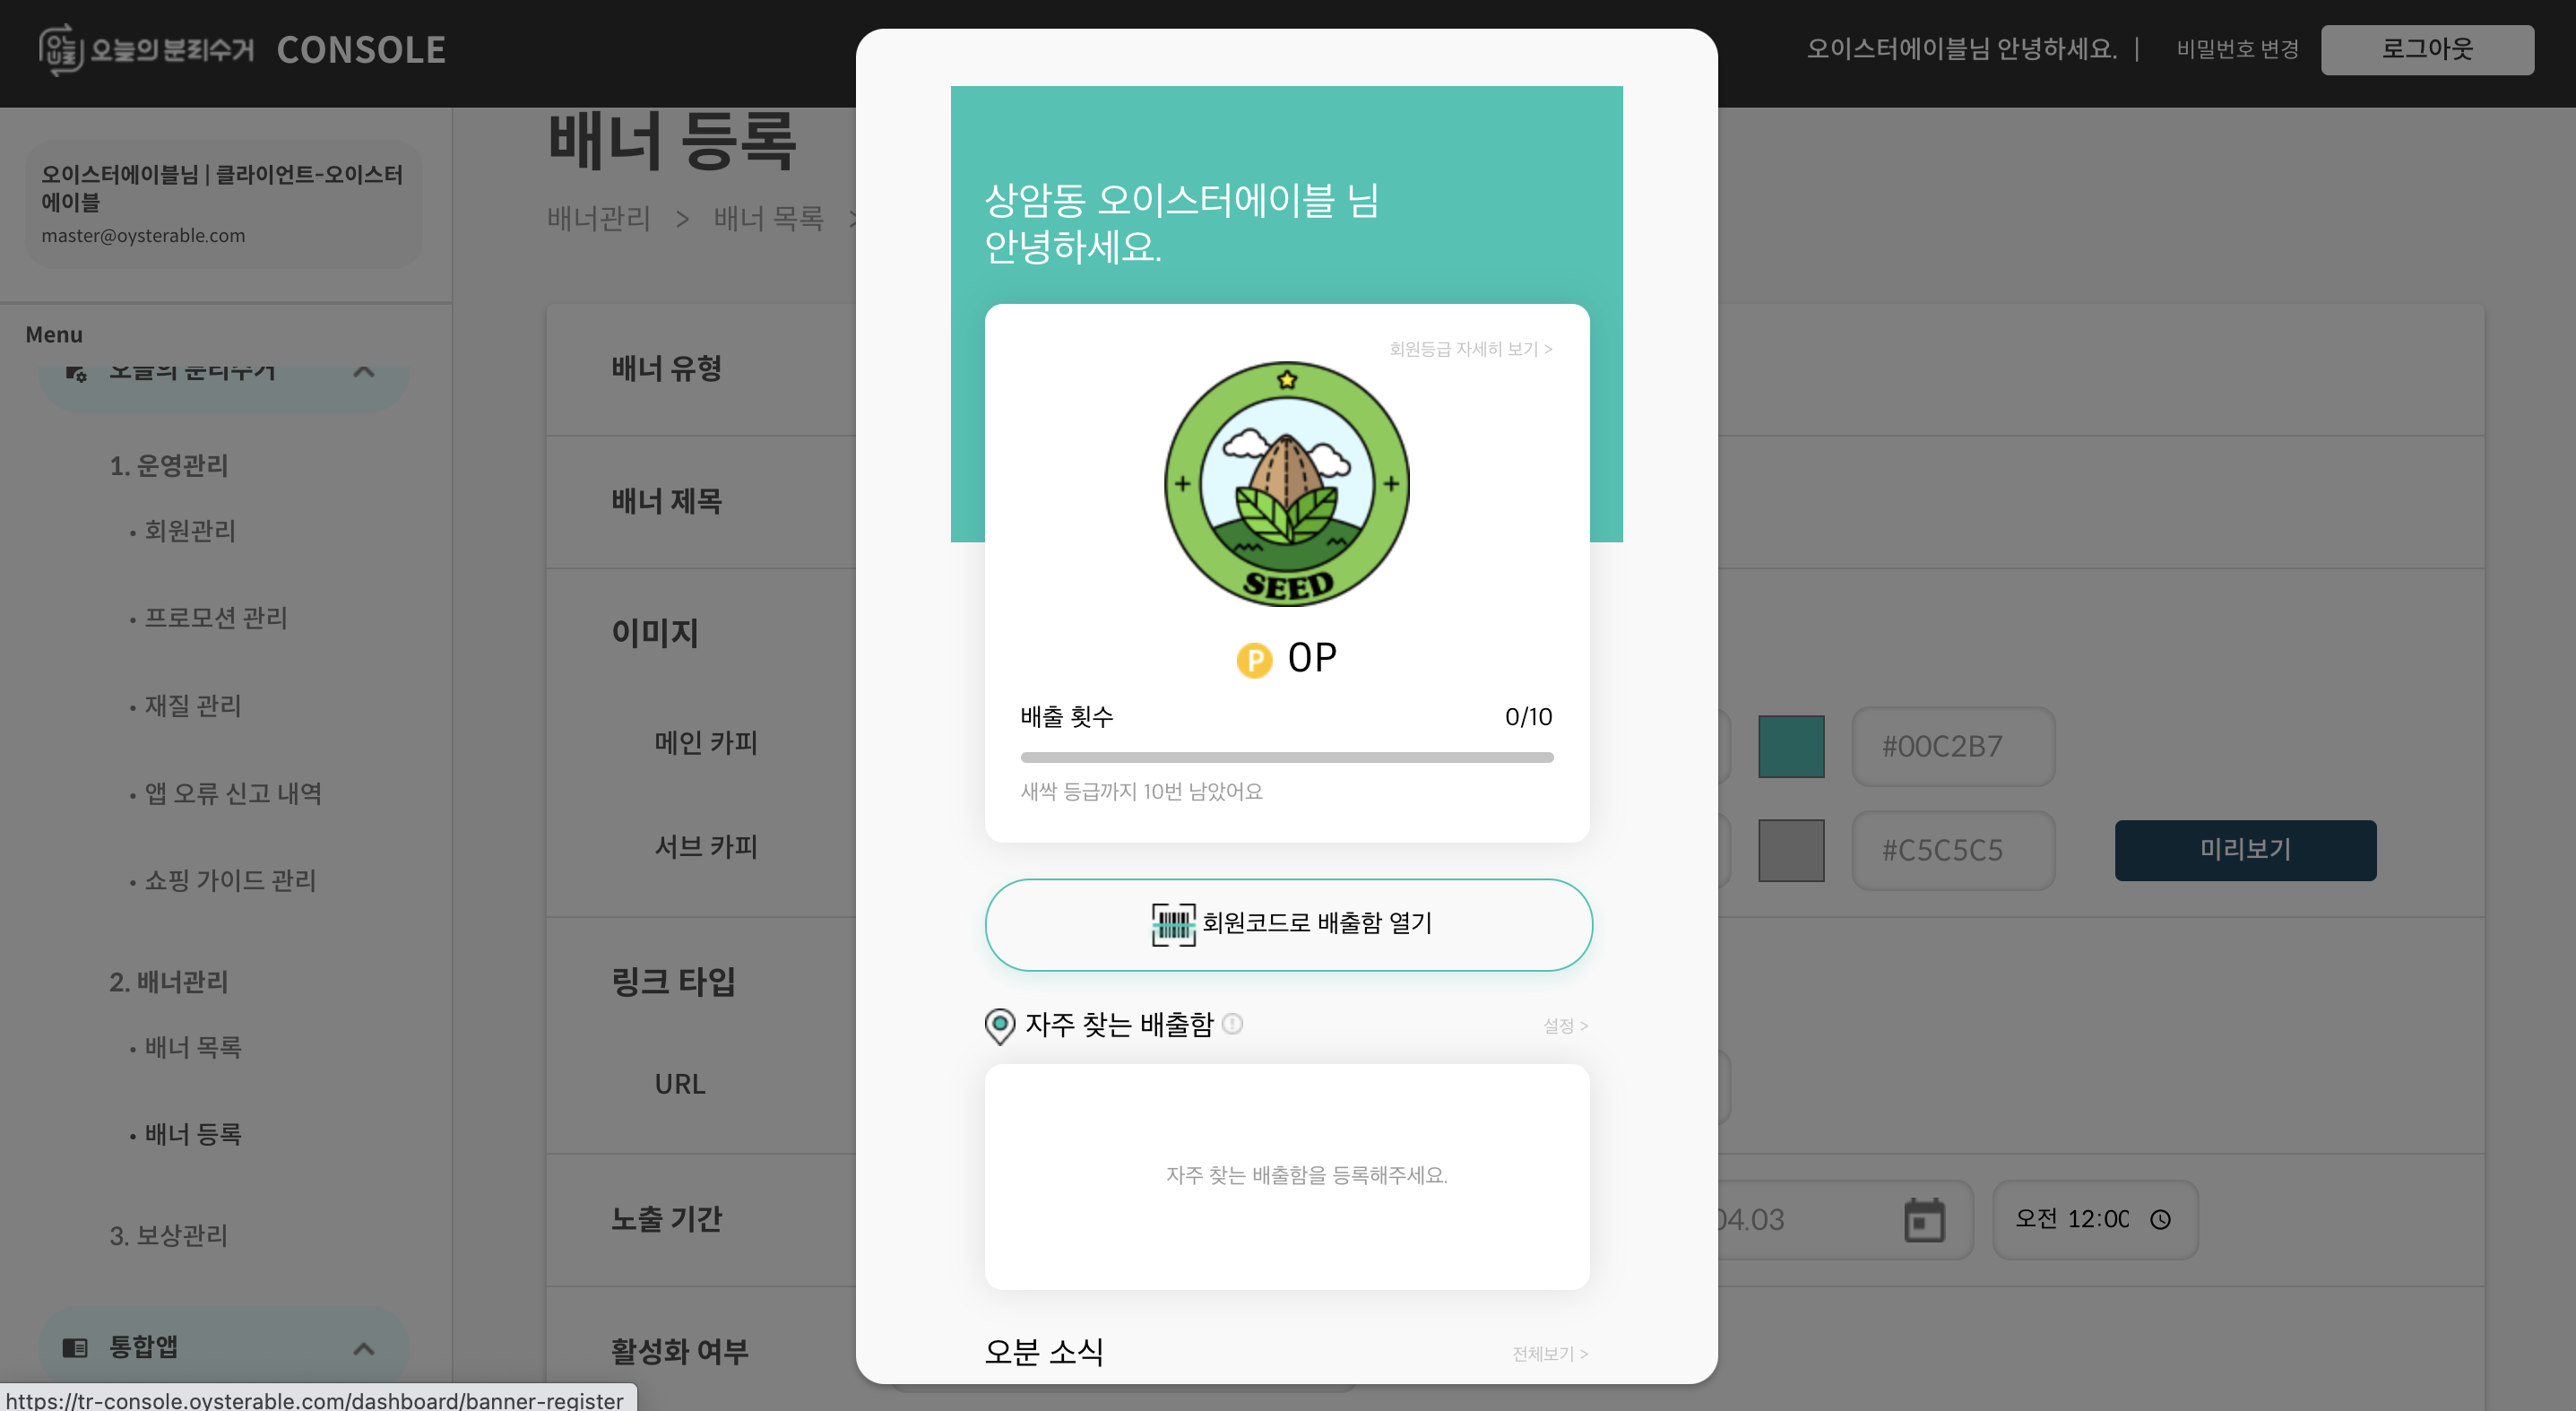 오늘의 분리수거 CONSOLE
오이스터에이블님 안녕하세요. | 비밀번호 변경 로그아웃
오이스터에이블님 | 클라이언트-오이스터
에이블
master@oysterable.com
Menu
오늘의 분리수거
1. 운영관리
• 회원관리
• 프로모션 관리
• 재질 관리
• 앱 오류 신고 내역
• 쇼핑 가이드 관리
2. 배너관리
• 배너 목록
• 배너 등록
3. 보상관리
통합앱
https://tr-console.oysterable.com/dashboard/banner-register
배너 등록
배너관리 > 배너 목록 >
배너 유형
배너 제목
이미지
메인 카피
#00C2B7
서브 카피
#C5C5C5
미리보기
링크 타입
URL
노출 기간
04.03
오전 12:00
활성화 여부
상암동 오이스터에이블 님
안녕하세요.
회원등급 자세히 보기 >
SEED
P 0P
배출 횟수 0/10
새싹 등급까지 10번 남았어요
회원코드로 배출함 열기
자주 찾는 배출함 설정 >
자주 찾는 배출함을 등록해주세요.
오분 소식 전체보기 >